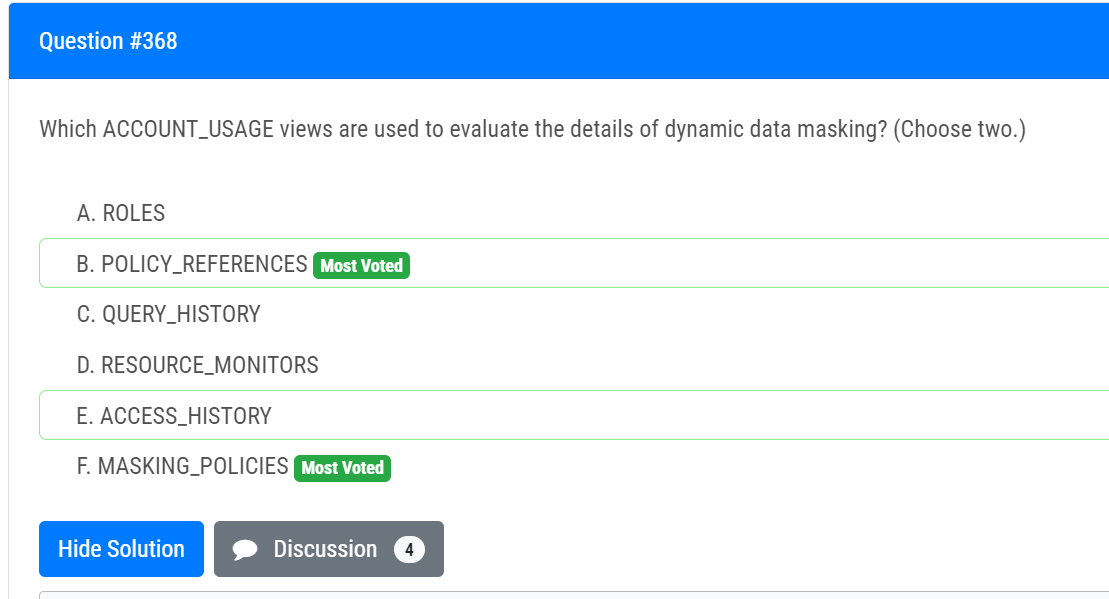 Question #368
Which ACCOUNT_USAGE views are used to evaluate the details of dynamic data masking? (Choose two.)
A. ROLES
B. POLICY_REFERENCES Most Voted
C. QUERY_HISTORY
D. RESOURCE_MONITORS
E. ACCESS_HISTORY
F. MASKING_POLICIES Most Voted
Hide Solution Discussion 4